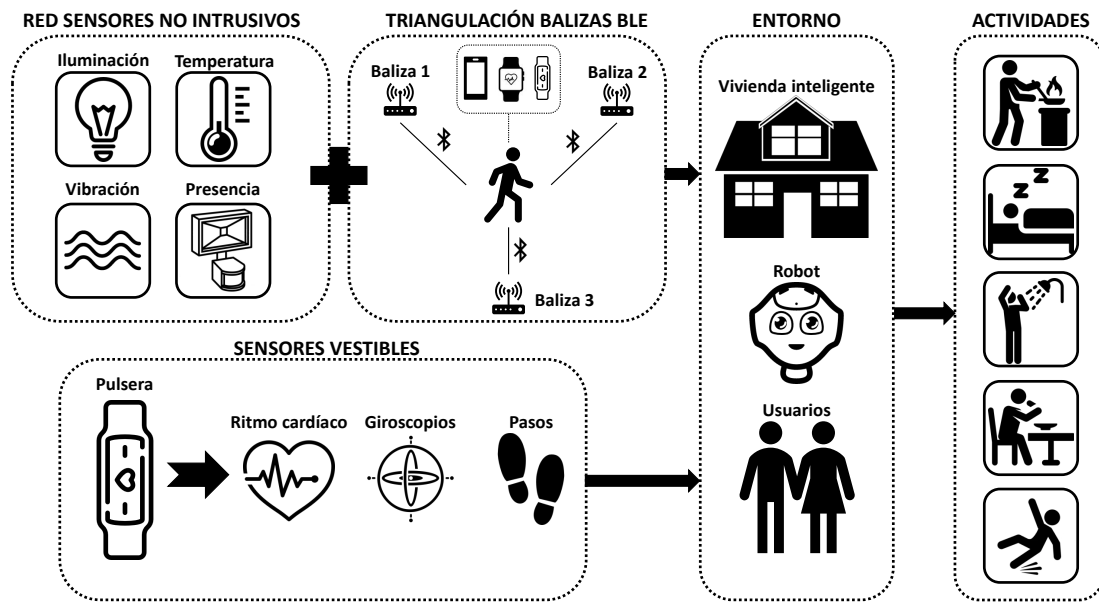 RED SENSORES NO INTRUSIVOS
Iluminación
Temperatura
Vibración
Presencia
TRIANGULACIÓN BALIZAS BLE
Baliza 1
Baliza 2
Baliza 3
SENSORES VESTIBLES
Pulsera
Ritmo cardíaco
Giroscopios
Pasos
ENTORNO
Vivienda inteligente
Robot
Usuarios
ACTIVIDADES
Z
Z